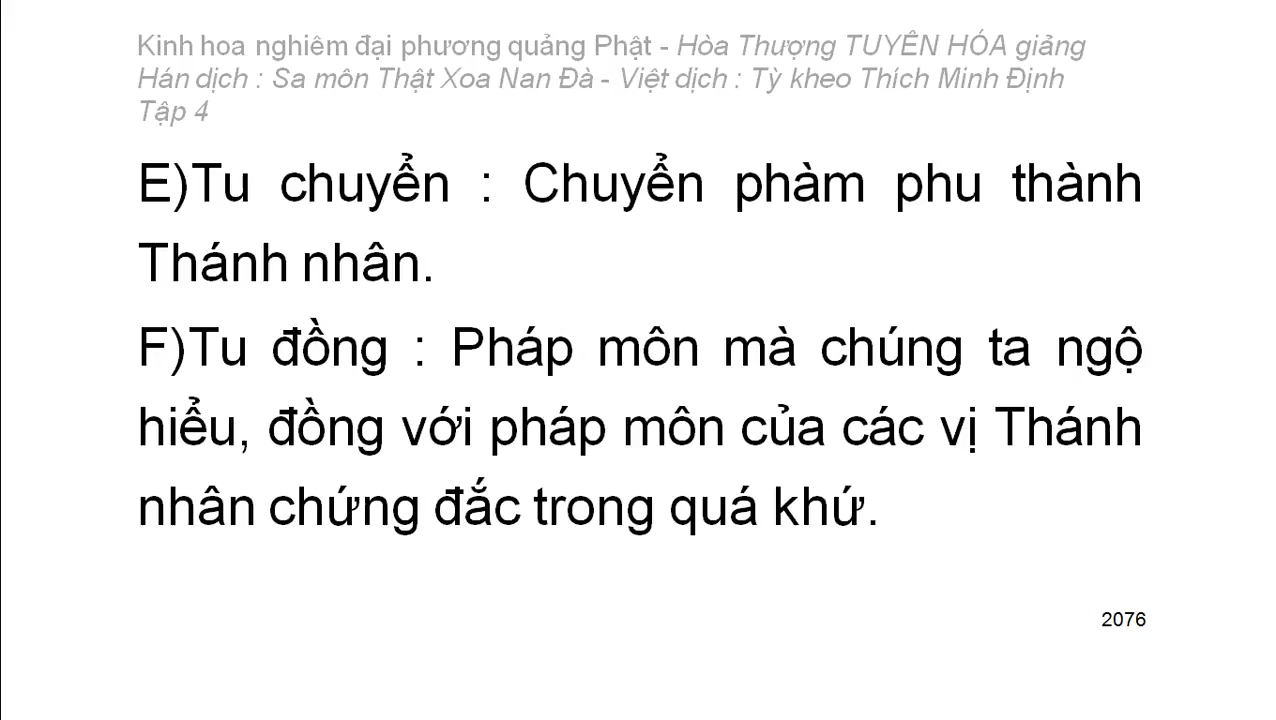 Kinh hoa nghiêm đại phương quảng Phật - Hòa Thượng TUYÊN HÓA giảng
Hán dịch : Sa môn Thật Xoa Nan Đà - Việt dịch : Tỳ kheo Thích Minh Định
Tập 4
E)Tu chuyển : Chuyển phàm phu thành
Thánh nhân.
F)Tu đồng : Pháp môn mà chúng ta ngộ
hiểu, đồng với pháp môn của các vị Thánh
nhân chứng đắc trong quá khứ.
2076